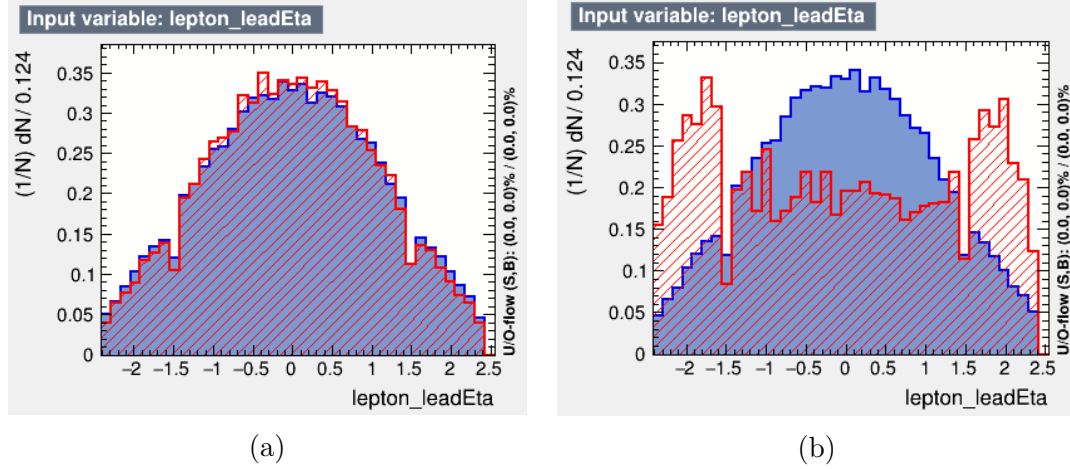 Input variable: lepton_leadEta
(1/N) dN / 0.124
0.35
0.3
0.25
0.2
0.15
0.1
0.05
0
−2 −1.5 −1 −0.5 0 0.5 1 1.5 2 2.5
lepton_leadEta
U/O-flow (S,B): (0.0, 0.0)% / (0.0, 0.0)%
(a)
Input variable: lepton_leadEta
(1/N) dN / 0.124
0.35
0.3
0.25
0.2
0.15
0.1
0.05
0
−2 −1.5 −1 −0.5 0 0.5 1 1.5 2 2.5
lepton_leadEta
U/O-flow (S,B): (0.0, 0.0)% / (0.0, 0.0)%
(b)